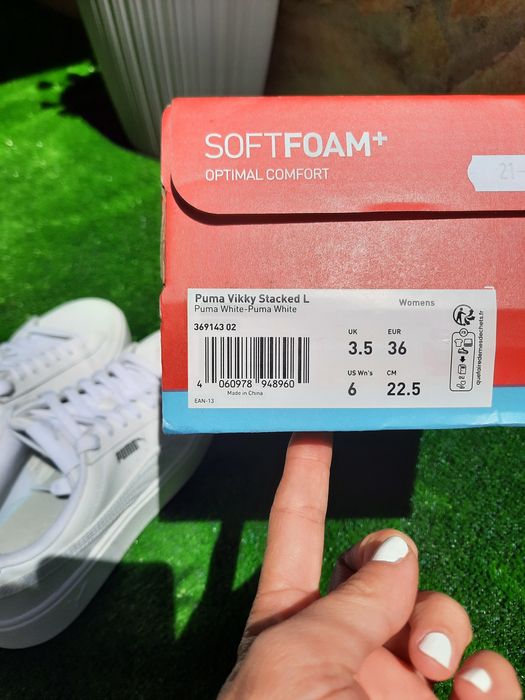 SOFTFOAM+
OPTIMAL COMFORT
21-
Puma Vikky Stacked L
Womens
Puma White-Puma White
369143 02
UK EUR
3.5 36
US Wn's CM
6 22.5
4 060978 948960
Made in China
EAN-13
quefairedemesdechets.fr
PUMA